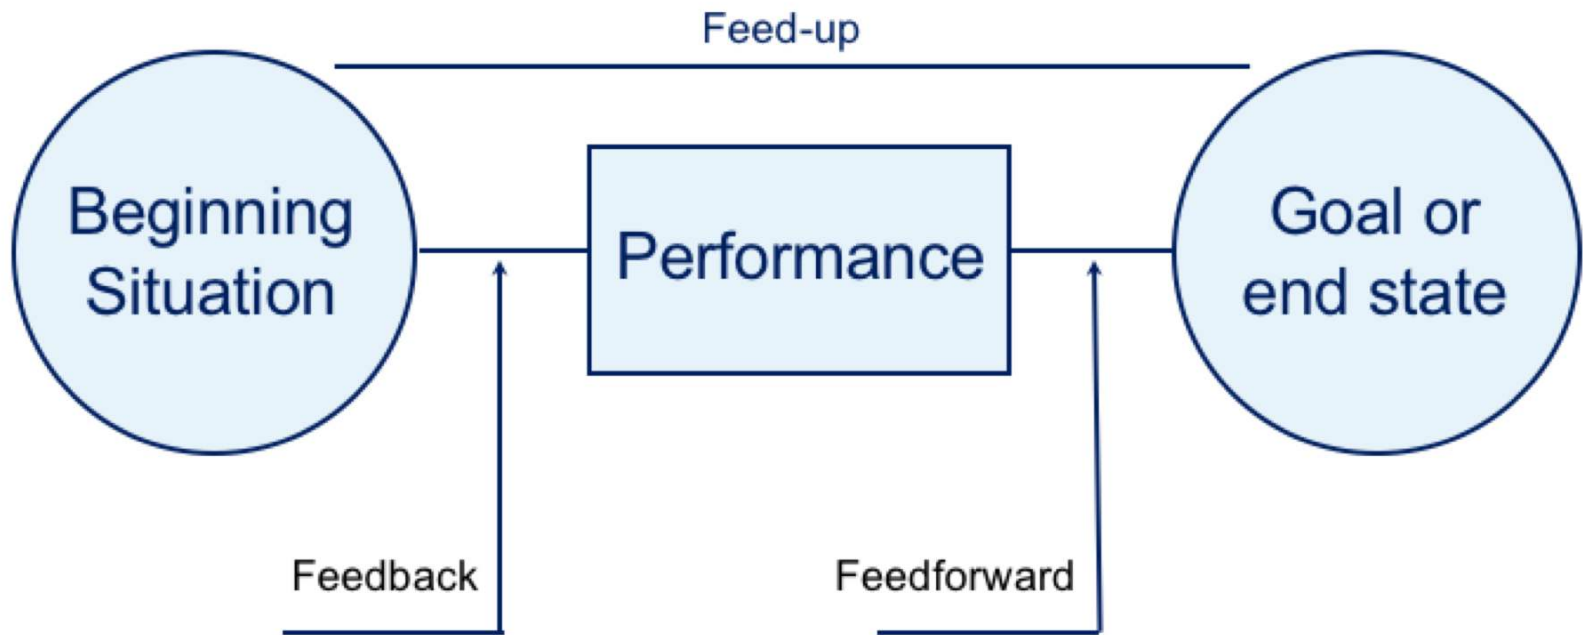 Feed-up
Beginning
Situation
Performance
Goal or
end state
Feedback
Feedforward